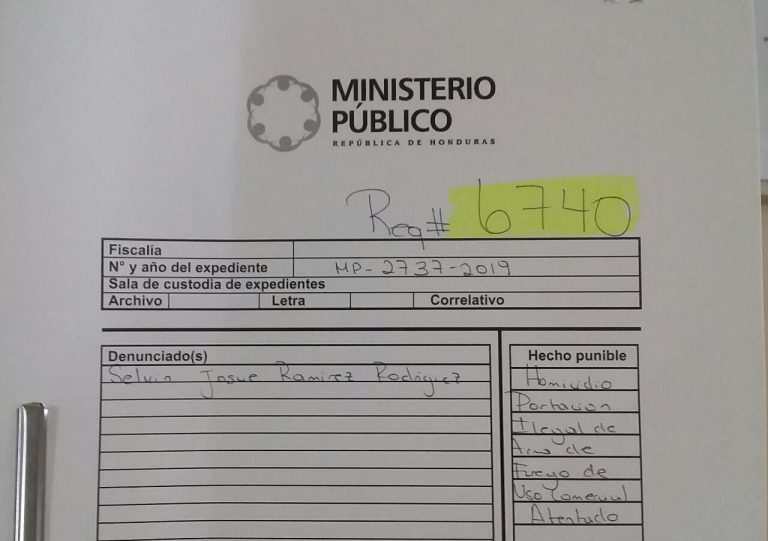 MINISTERIO
PÚBLICO
REPÚBLICA DE HONDURAS
Req# 6740
Fiscalia
N° y año del expediente MP-2737-2019
Sala de custodia de expedientes
Archivo Letra Correlativo
Denunciado(s) Hecho punible
Selvin Josue Ramirez Rodriguez Homicidio
Portacion
Ilegal de
Arma de
Fuego de
Uso Comercial
Atentado